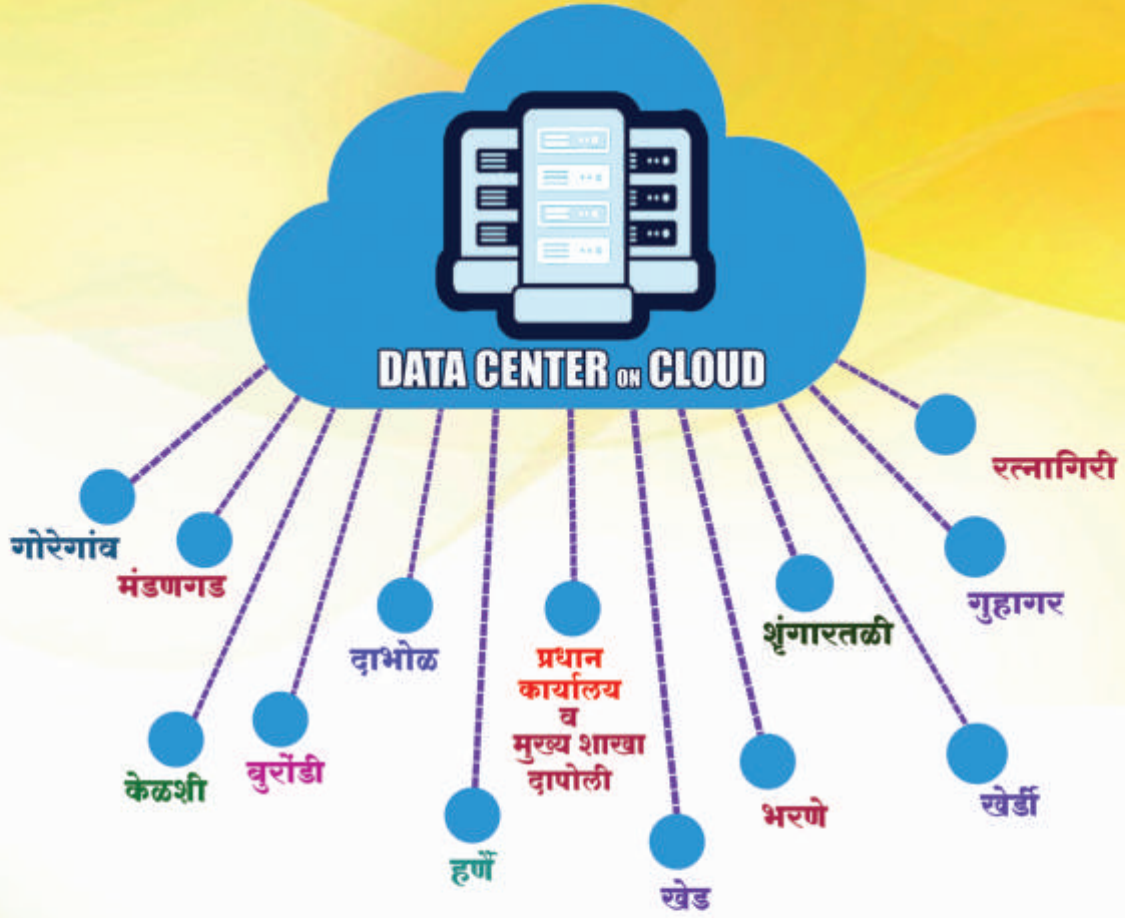 DATA CENTER ON CLOUD
रत्नागिरी
गोरेगांव
मंडणगड
गुहागर
शृंगारतळी
दाभोळ
प्रधान
कार्यालय
व
मुख्य शाखा
दापोली
बुरोंडी
केळशी
खेर्डी
भरणे
हर्णै
खेड